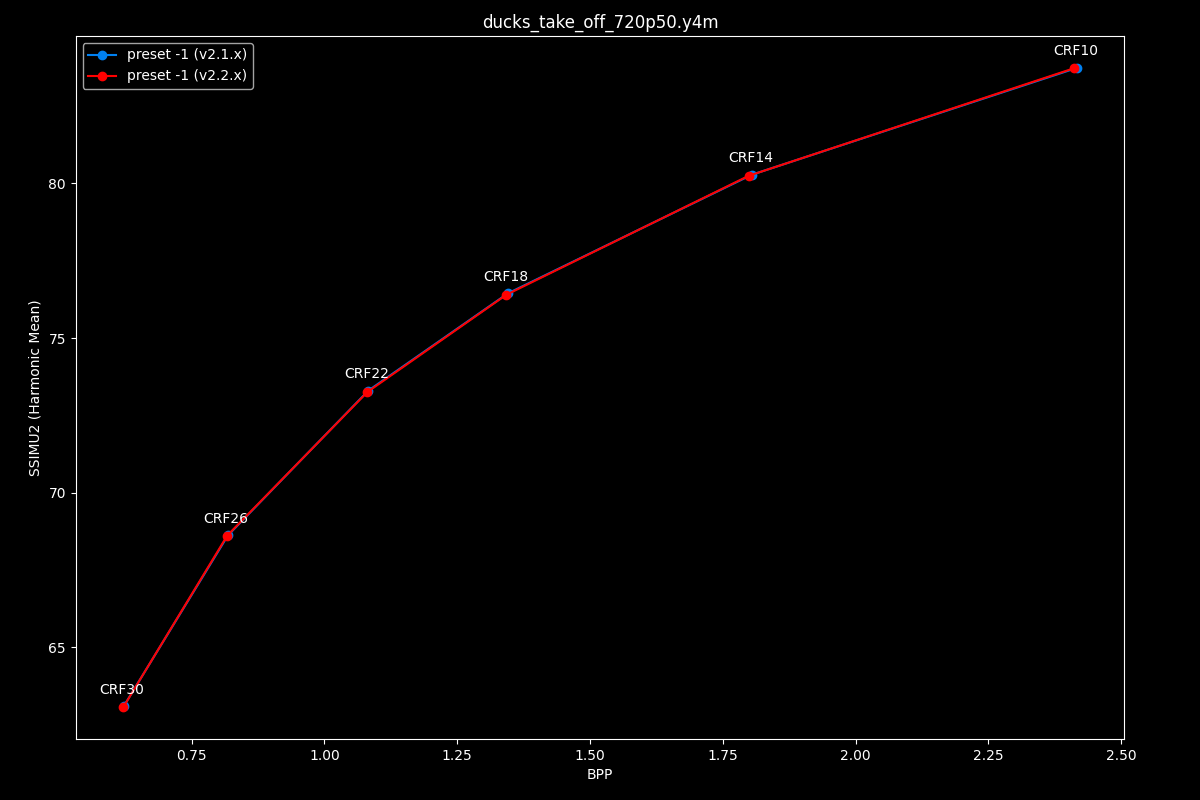 ducks_take_off_720p50.y4m
preset -1 (v2.1.x)
preset -1 (v2.2.x)
CRF10
CRF14
CRF18
CRF22
CRF26
CRF30
80
75
70
65
SSIMU2 (Harmonic Mean)
0.75 1.00 1.25 1.50 1.75 2.00 2.25 2.50
BPP